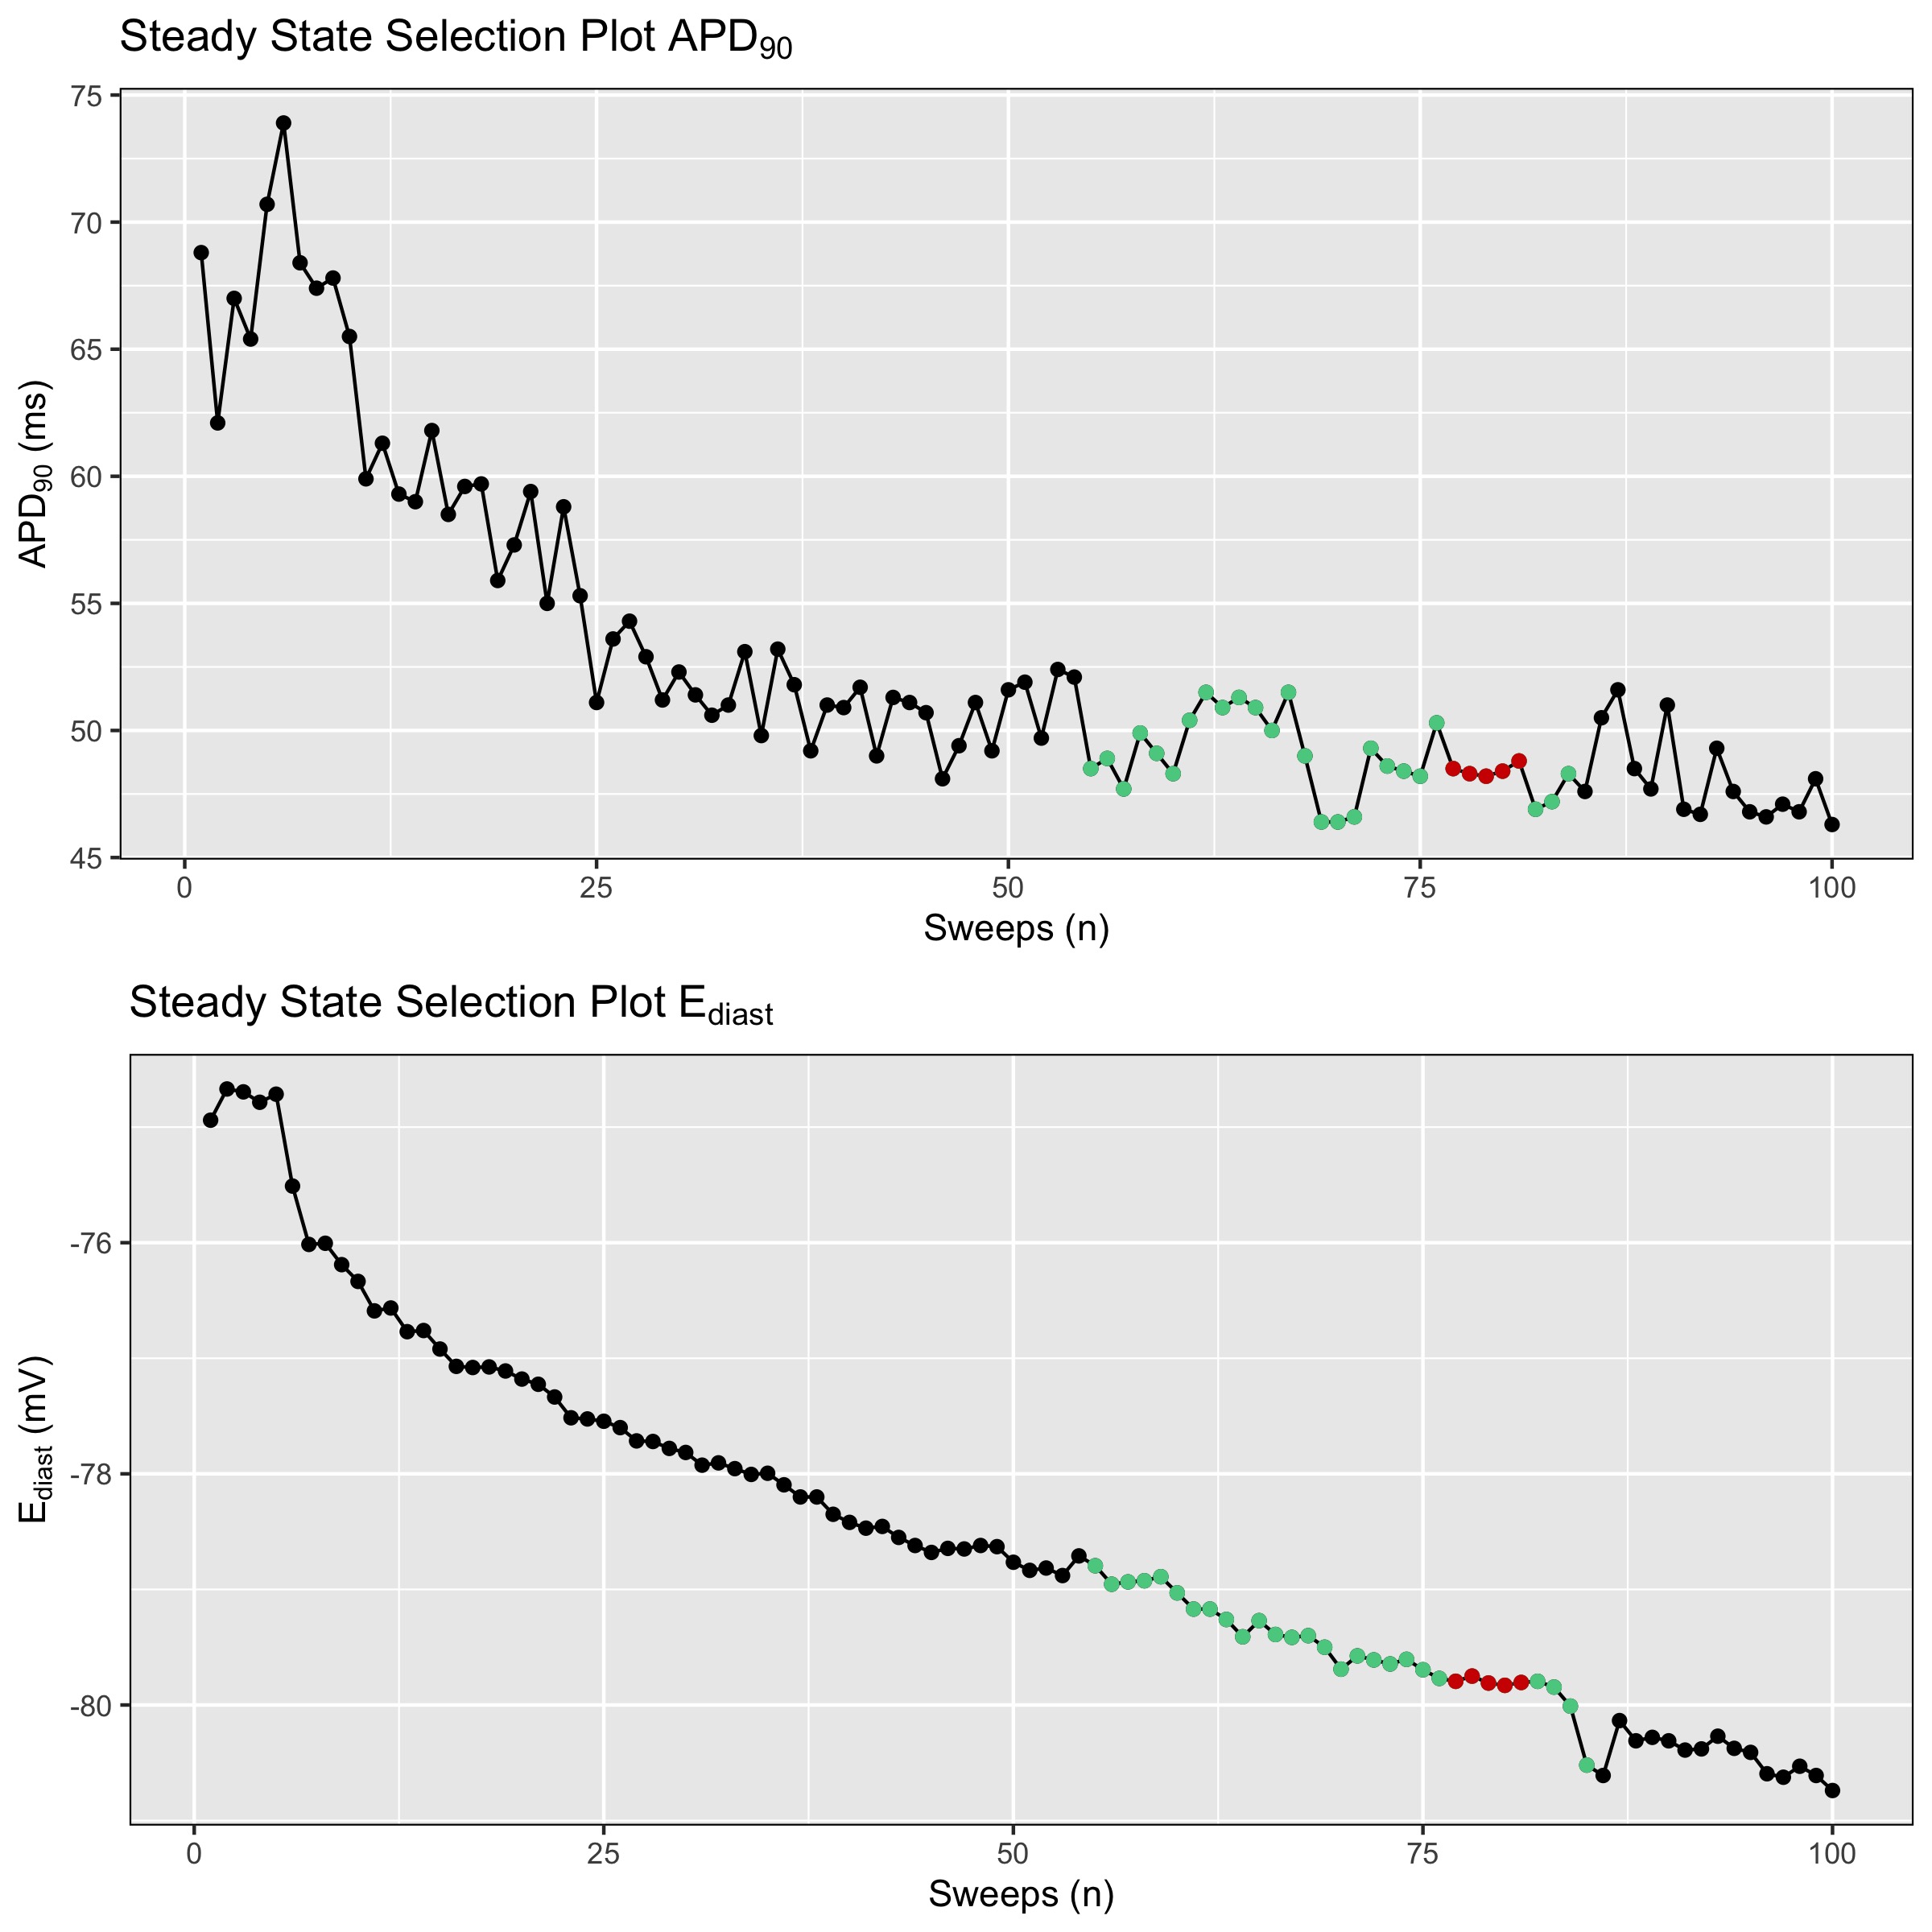 Steady State Selection Plot APD90
75
70
65
60
55
50
45
APD90 (ms)
0 25 50 75 100
Sweeps (n)
Steady State Selection Plot Ediast
-76
-78
-80
Ediast (mV)
0 25 50 75 100
Sweeps (n)